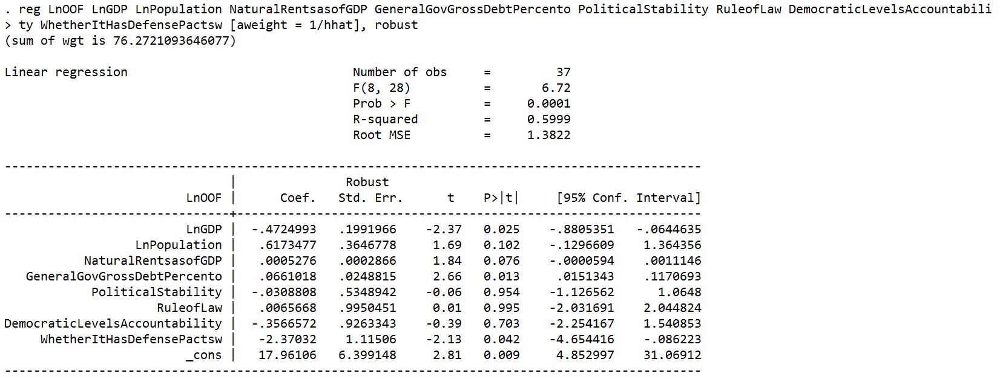 . reg LnOOF LnGDP LnPopulation NaturalRentsasofGDP GeneralGovGrossDebtPercento PoliticalStability RuleofLaw DemocraticLevelsAccountabili
> ty WhetherItHasDefensePactsw [aweight = 1/hhat], robust
(sum of wgt is 76.2721093646077)
Linear regression Number of obs = 37
F(8, 28) = 6.72
Prob > F = 0.0001
R-squared = 0.5999
Root MSE = 1.3822
------------------------------------------------------------------------------------------------
| Robust
LnOOF | Coef. Std. Err. t P>|t| [95% Conf. Interval]
-------------------------------+----------------------------------------------------------------
LnGDP | -.4724993 .1991966 -2.37 0.025 -.8805351 -.0644635
LnPopulation | .6173477 .3646778 1.69 0.102 -.1296609 1.364356
NaturalRentsasofGDP | .0005276 .0002866 1.84 0.076 -.0000594 .0011146
GeneralGovGrossDebtPercento | .0661018 .0248815 2.66 0.013 .0151343 .1170693
PoliticalStability | -.0308808 .5348942 -0.06 0.954 -1.126562 1.0648
RuleofLaw | .0065668 .9950451 0.01 0.995 -2.031691 2.044824
DemocraticLevelsAccountability | -.3566572 .9263343 -0.39 0.703 -2.254167 1.540853
WhetherItHasDefensePactsw | -2.37032 1.11506 -2.13 0.042 -4.654416 -.086223
_cons | 17.96106 6.399148 2.81 0.009 4.852997 31.06912
------------------------------------------------------------------------------------------------